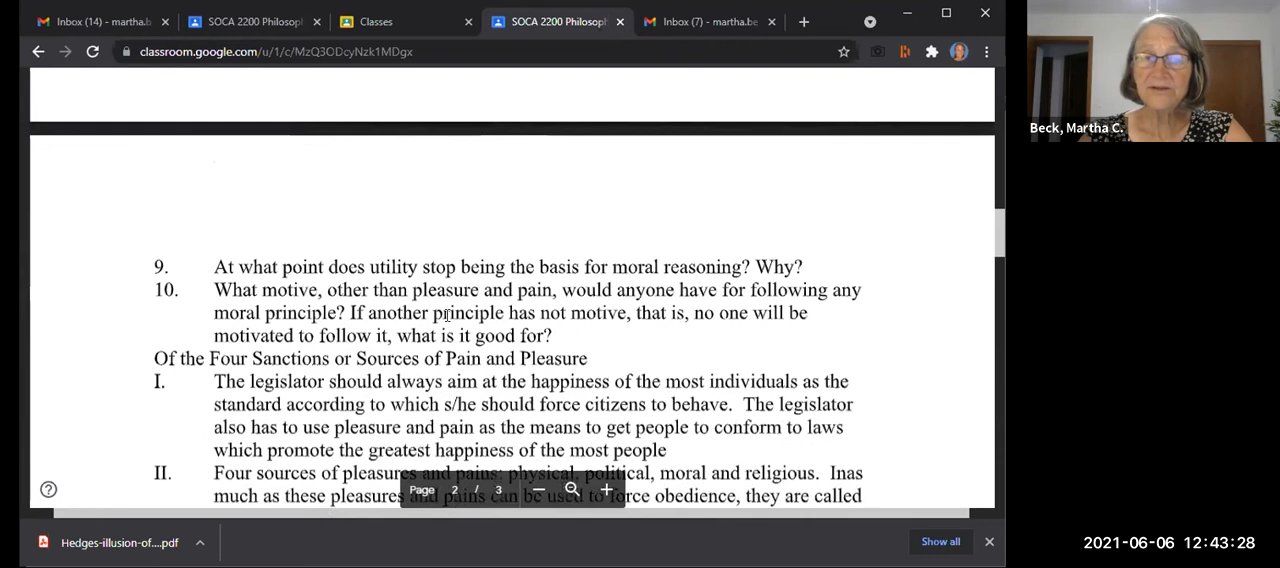 Inbox (14) - martha.b
SOCA 2200 Philosoph
Classes
SOCA 2200 Philosoph
Inbox (7) - martha.be
classroom.google.com/u/1/c/MzQ3ODcyNzk1MDgx
Beck, Martha C.
9. At what point does utility stop being the basis for moral reasoning? Why?
10. What motive, other than pleasure and pain, would anyone have for following any
moral principle? If another principle has not motive, that is, no one will be
motivated to follow it, what is it good for?
Of the Four Sanctions or Sources of Pain and Pleasure
I. The legislator should always aim at the happiness of the most individuals as the
standard according to which s/he should force citizens to behave. The legislator
also has to use pleasure and pain as the means to get people to conform to laws
which promote the greatest happiness of the most people
II. Four sources of pleasures and pains: physical, political, moral and religious. Inas
much as these pleasures and pains can be used to force obedience, they are called
Page 2 / 3
Hedges-illusion-of....pdf
Show all
2021-06-06 12:43:28